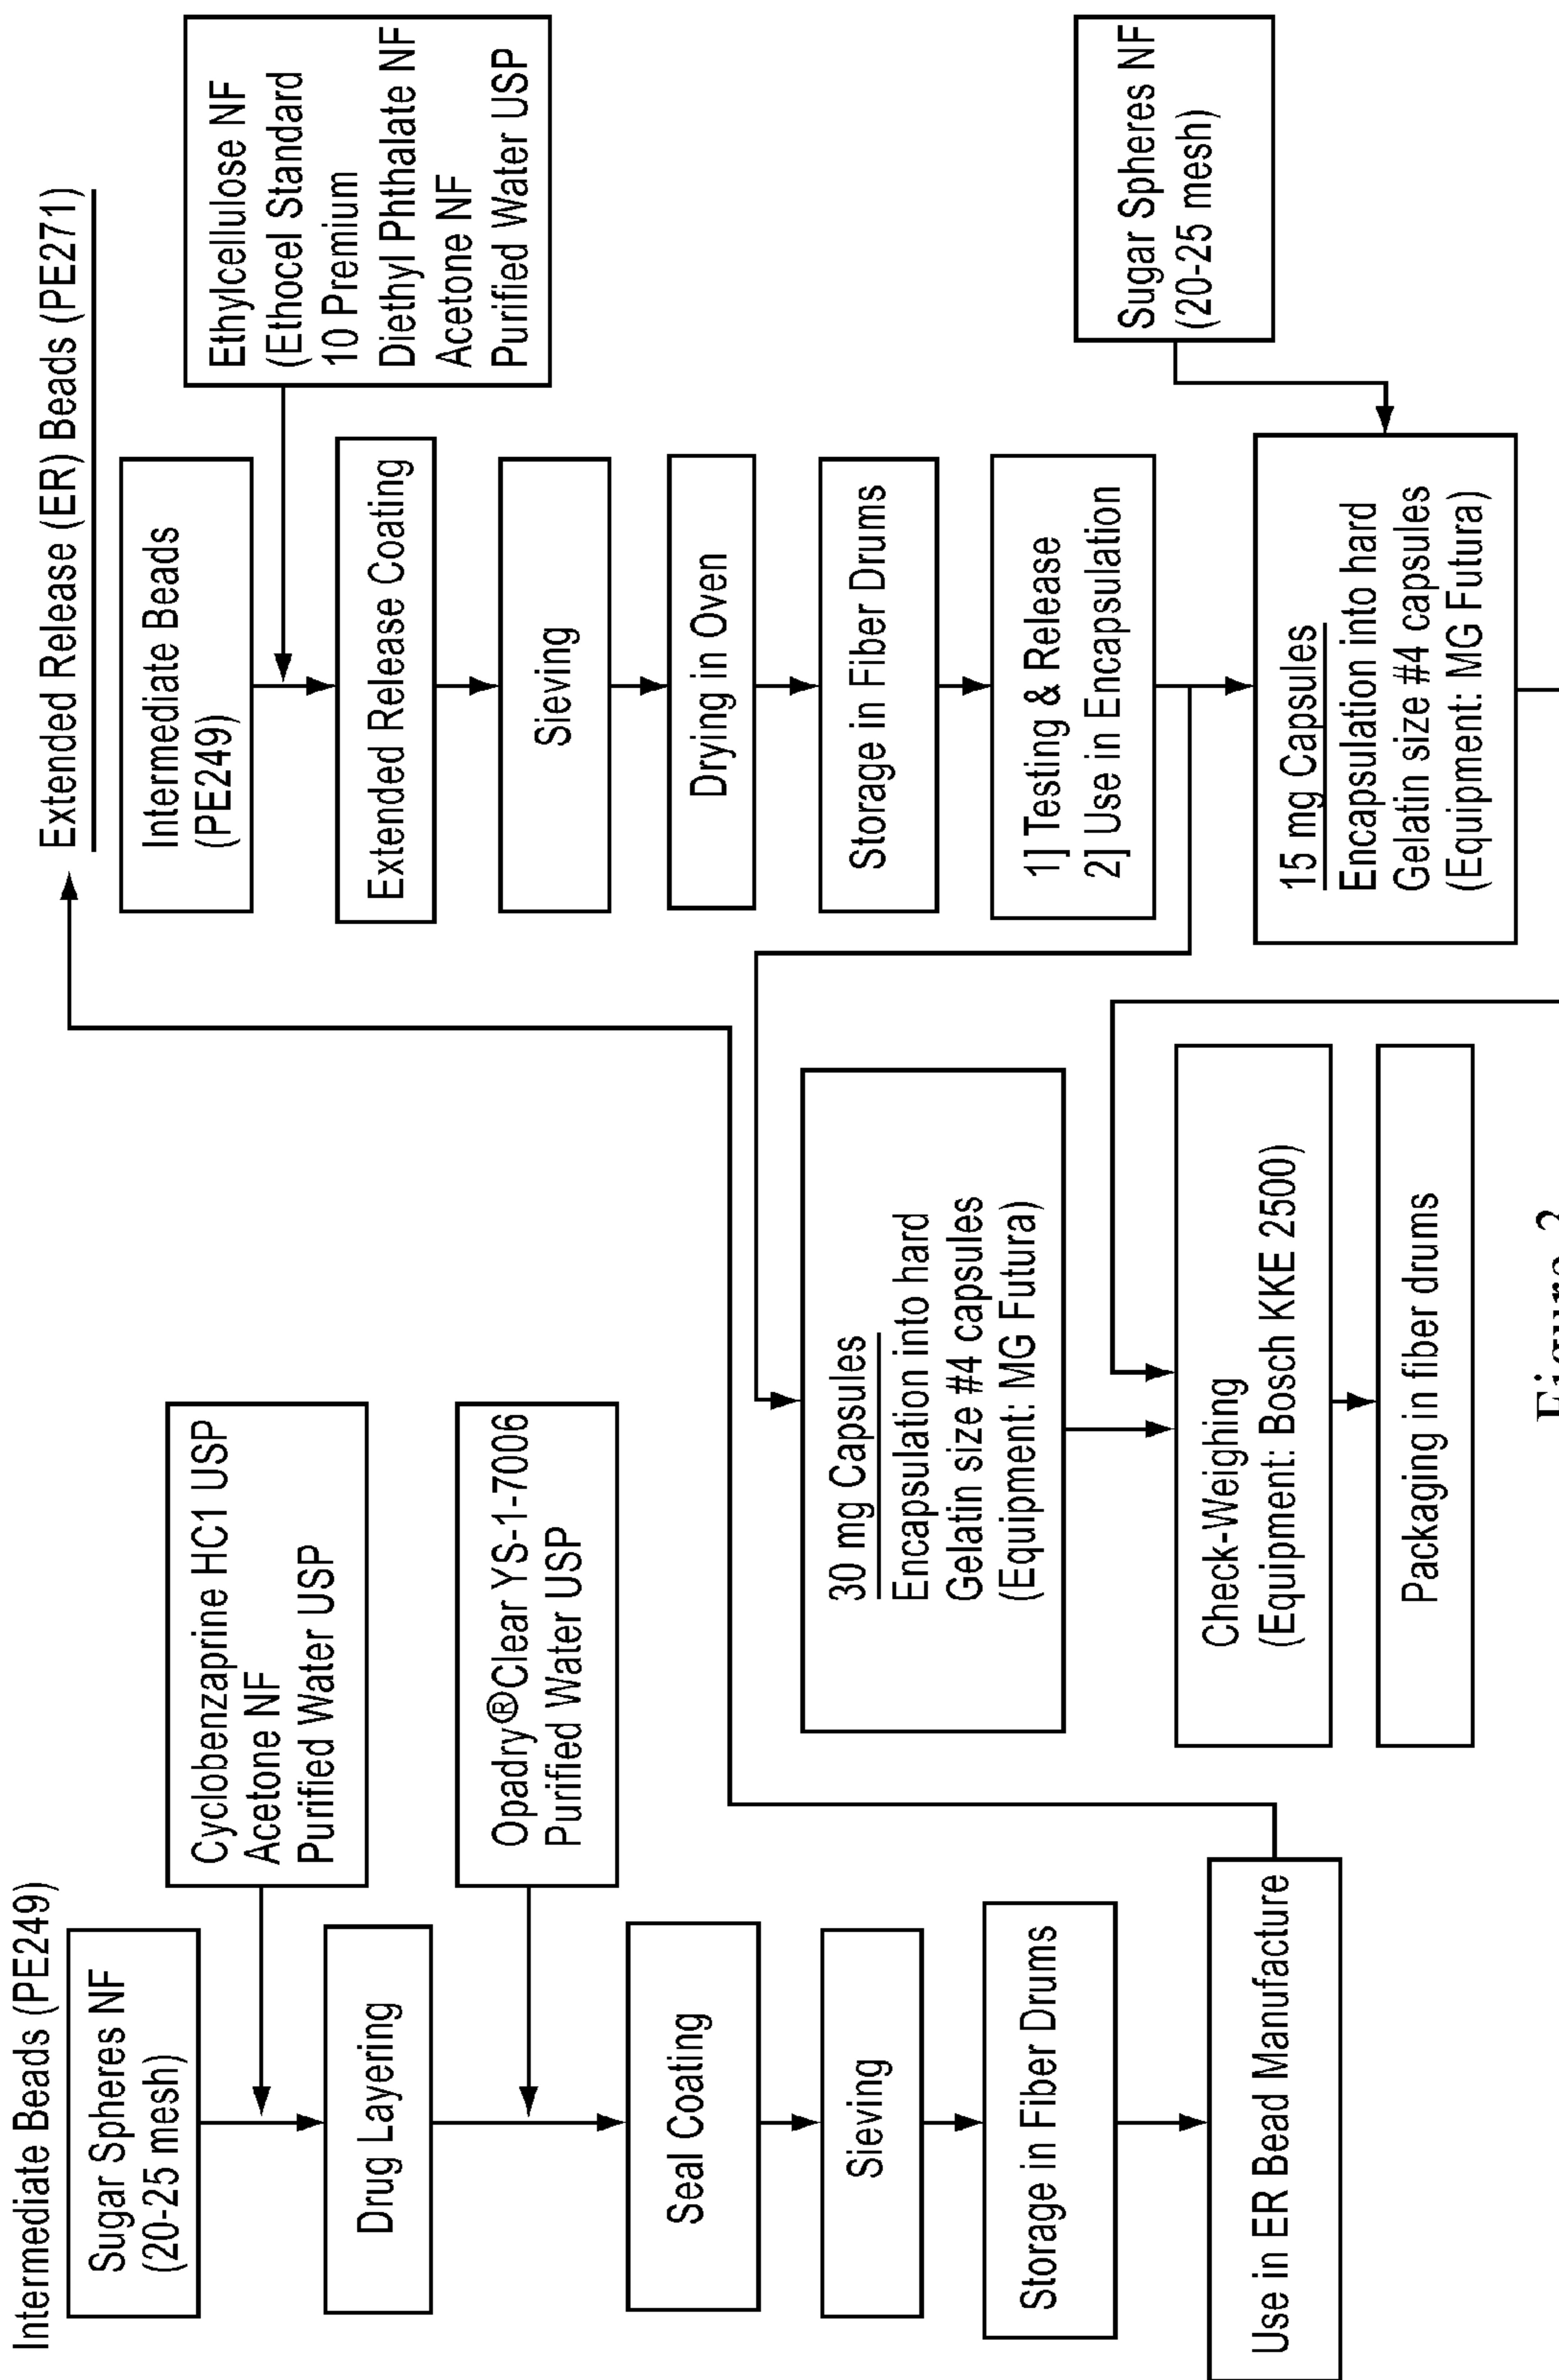 Intermediate Beads (PE249)
Sugar Spheres NF
(20-25 mesh)
Cyclobenzaprine HC1 USP
Acetone NF
Purified Water USP
Drug Layering
Opadry®Clear YS-1-7006
Purified Water USP
Seal Coating
Sieving
Storage in Fiber Drums
Use in ER Bead Manufacture
Extended Release (ER) Beads (PE271)
Intermediate Beads
(PE249)
Ethylcellulose NF
(Ethocel Standard
10 Premium
Diethyl Phthalate NF
Acetone NF
Purified Water USP
Extended Release Coating
Sieving
Drying in Oven
Storage in Fiber Drums
1] Testing & Release
2] Use in Encapsulation
Sugar Spheres NF
(20-25 mesh)
15 mg Capsules
Encapsulation into hard
Gelatin size #4 capsules
(Equipment: MG Futura)
30 mg Capsules
Encapsulation into hard
Gelatin size #4 capsules
(Equipment: MG Futura)
Check-Weighing
(Equipment: Bosch KKE 2500)
Packaging in fiber drums
Figure